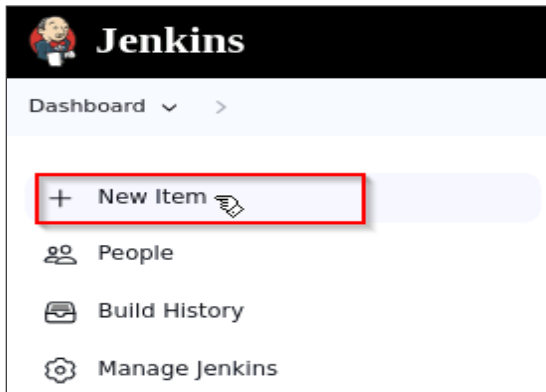 Jenkins
Dashboard
New Item
People
Build History
Manage Jenkins